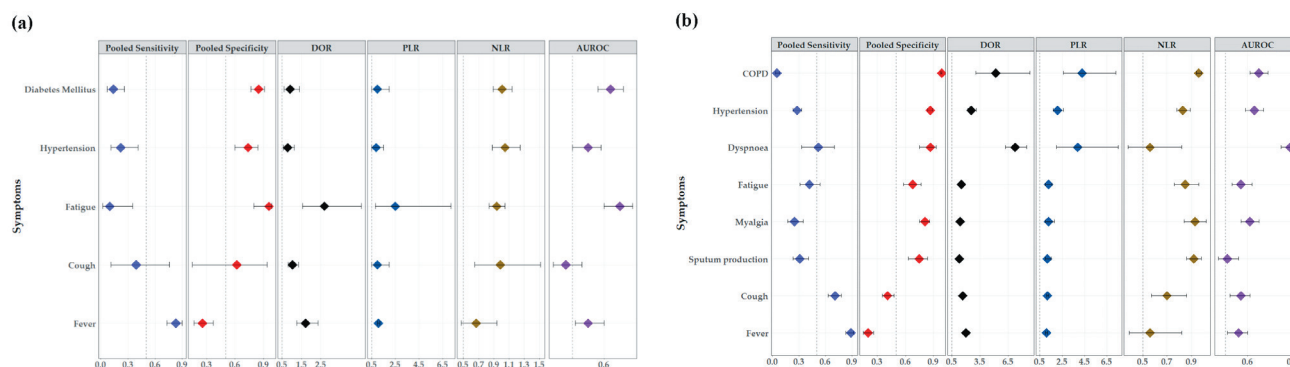 (a)
Pooled Sensitivity Pooled Specificity DOR PLR NLR AUROC
Diabetes Mellitus
Hypertension
Fatigue
Cough
Fever
Symptoms
0.0 0.3 0.6 0.9 0.0 0.3 0.6 0.9 0.5 1.5 2.5 0.5 2.5 4.5 6.5 0.5 0.7 0.9 1.1 1.3 1.5 0.6
(b)
Pooled Sensitivity Pooled Specificity DOR PLR NLR AUROC
COPD
Hypertension
Dyspnoea
Fatigue
Myalgia
Sputum production
Cough
Fever
Symptoms
0.0 0.3 0.6 0.9 0.3 0.6 0.9 0.5 3.5 6.5 0.5 2.5 4.5 6.5 0.5 0.7 0.9 0.6